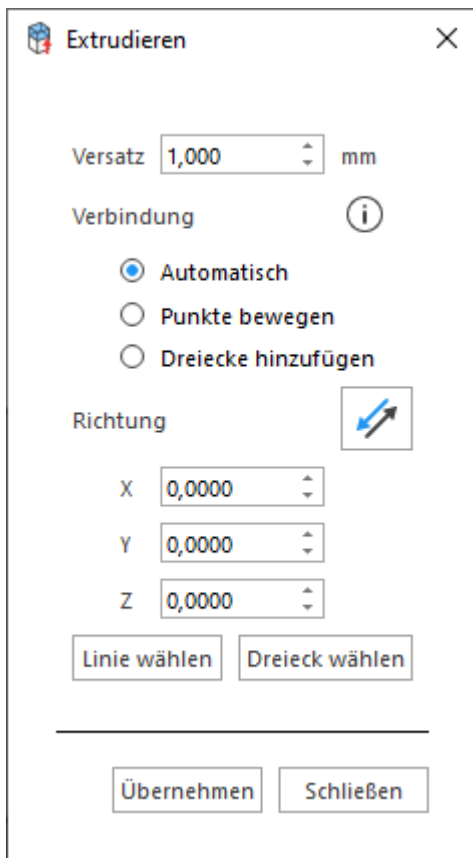 Extrudieren
Versatz 1,000 mm
Verbindung
Automatisch
Punkte bewegen
Dreiecke hinzufügen
Richtung
X 0,0000
Y 0,0000
Z 0,0000
Linie wählen Dreieck wählen
Übernehmen Schließen